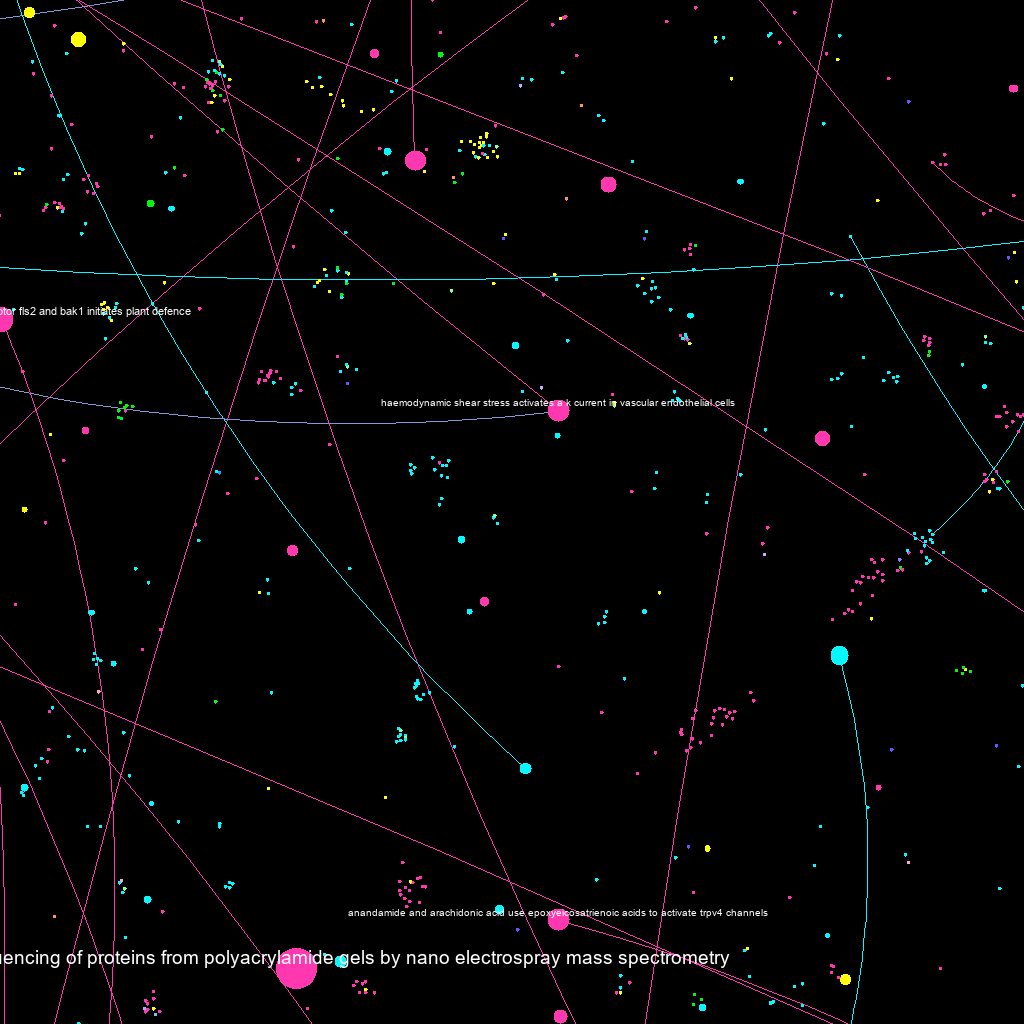 fls2 and bak1 initiates plant defence
haemodynamic shear stress activates a k current in vascular endothelial cells
anandamide and arachidonic acid use epoxyeicosatrienoic acids to activate trpv4 channels
uencing of proteins from polyacrylamide gels by nano electrospray mass spectrometry